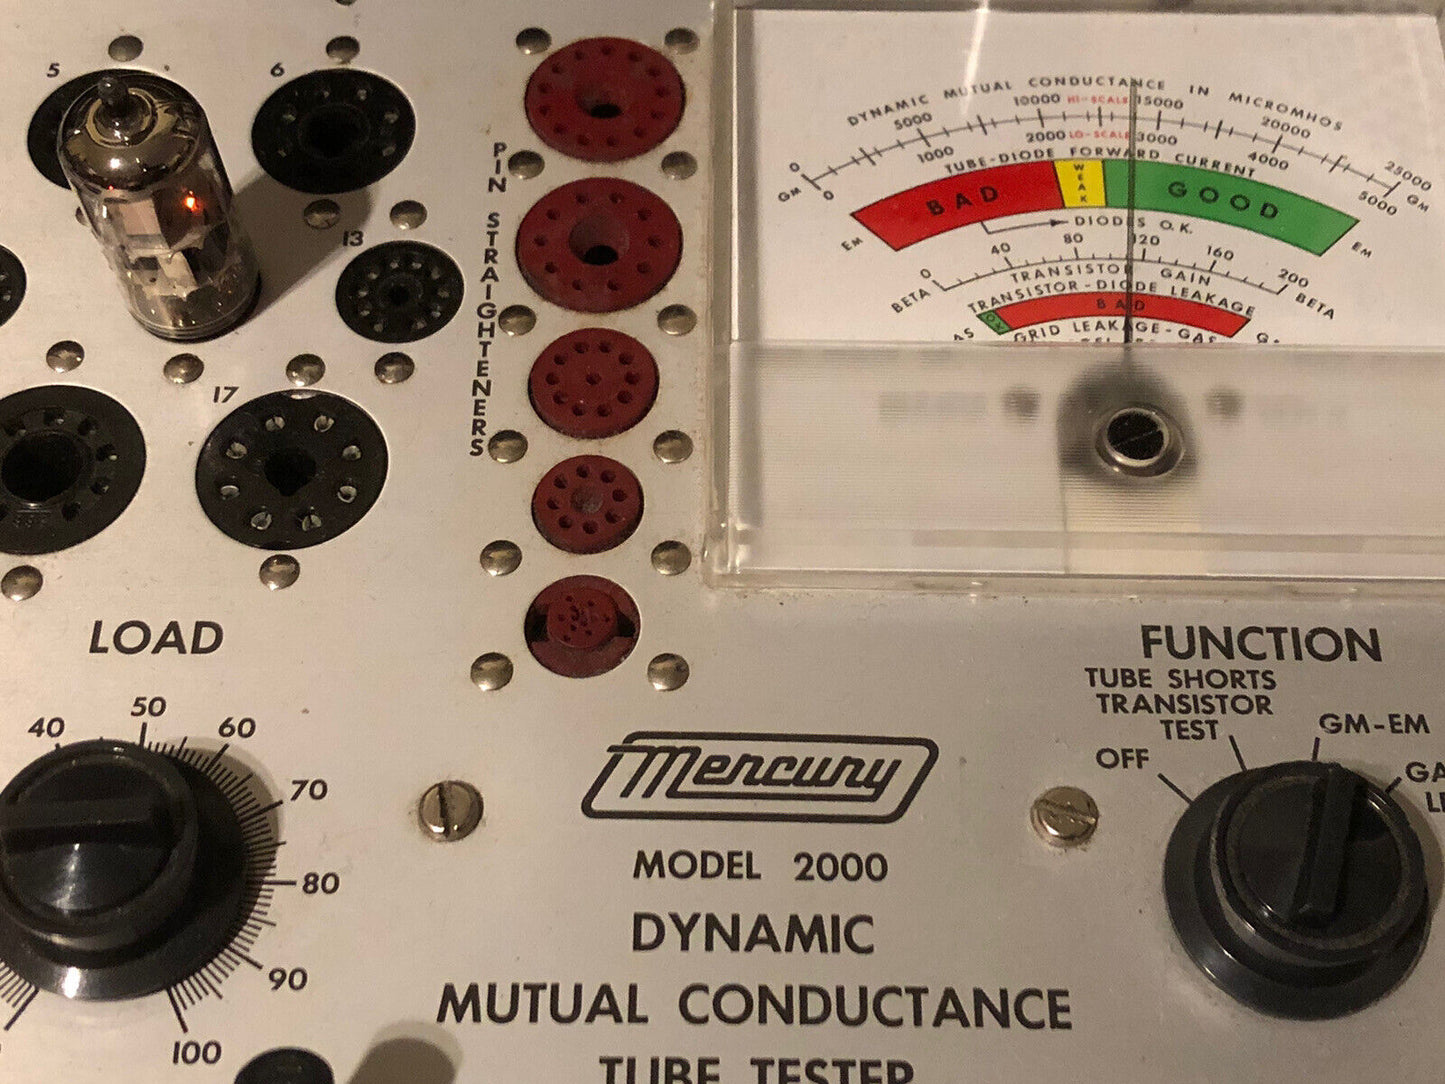 5
6
13
17
PIN STRAIGHTENERS
DYNAMIC MUTUAL CONDUCTANCE IN MICROMHOS
0 5000 10000 HI-SCALE 15000 20000 25000
GM 0 1000 2000 LO-SCALE 3000 4000 5000 GM
TUBE-DIODE FORWARD CURRENT
EM BAD WEAK GOOD EM
DIODES O.K.
0 40 80 120 160 200
BETA TRANSISTOR GAIN BETA
TRANSISTOR-DIODE LEAKAGE
BAD
GRID LEAKAGE-GAS
LOAD
40 50 60 70 80 90 100
FUNCTION
TUBE SHORTS
TRANSISTOR
TEST
OFF
GM-EM
GA
LE
Mercury
MODEL 2000
DYNAMIC
MUTUAL CONDUCTANCE
TUBE TESTER